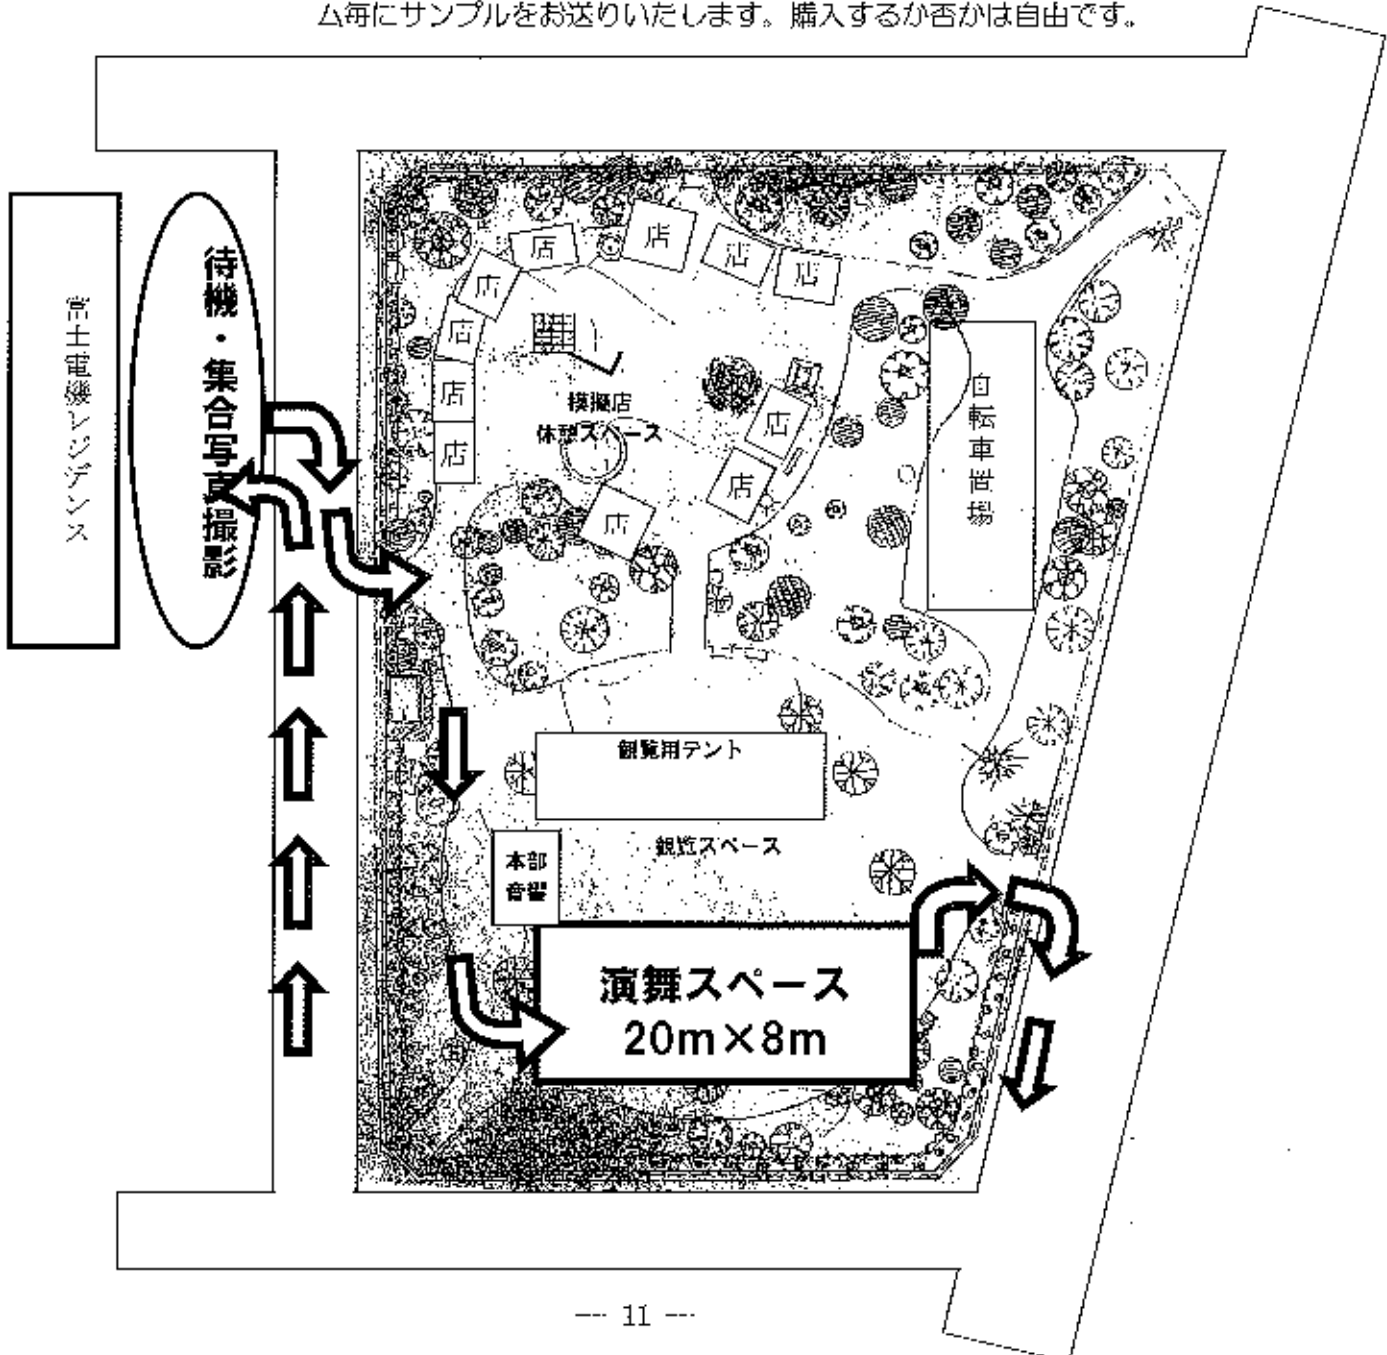 ム毎にサンプルをお送りいたします。購入するか否かは自由です。
店
店
店
店
店
店
店
店
富士電機レジデンス
待機・集合写真撮影
模擬店
休憩スペース
店
店
店
自転車置場
観覧用テント
観覧スペース
本部
音響
演舞スペース
20m×8m
--- 11 ---